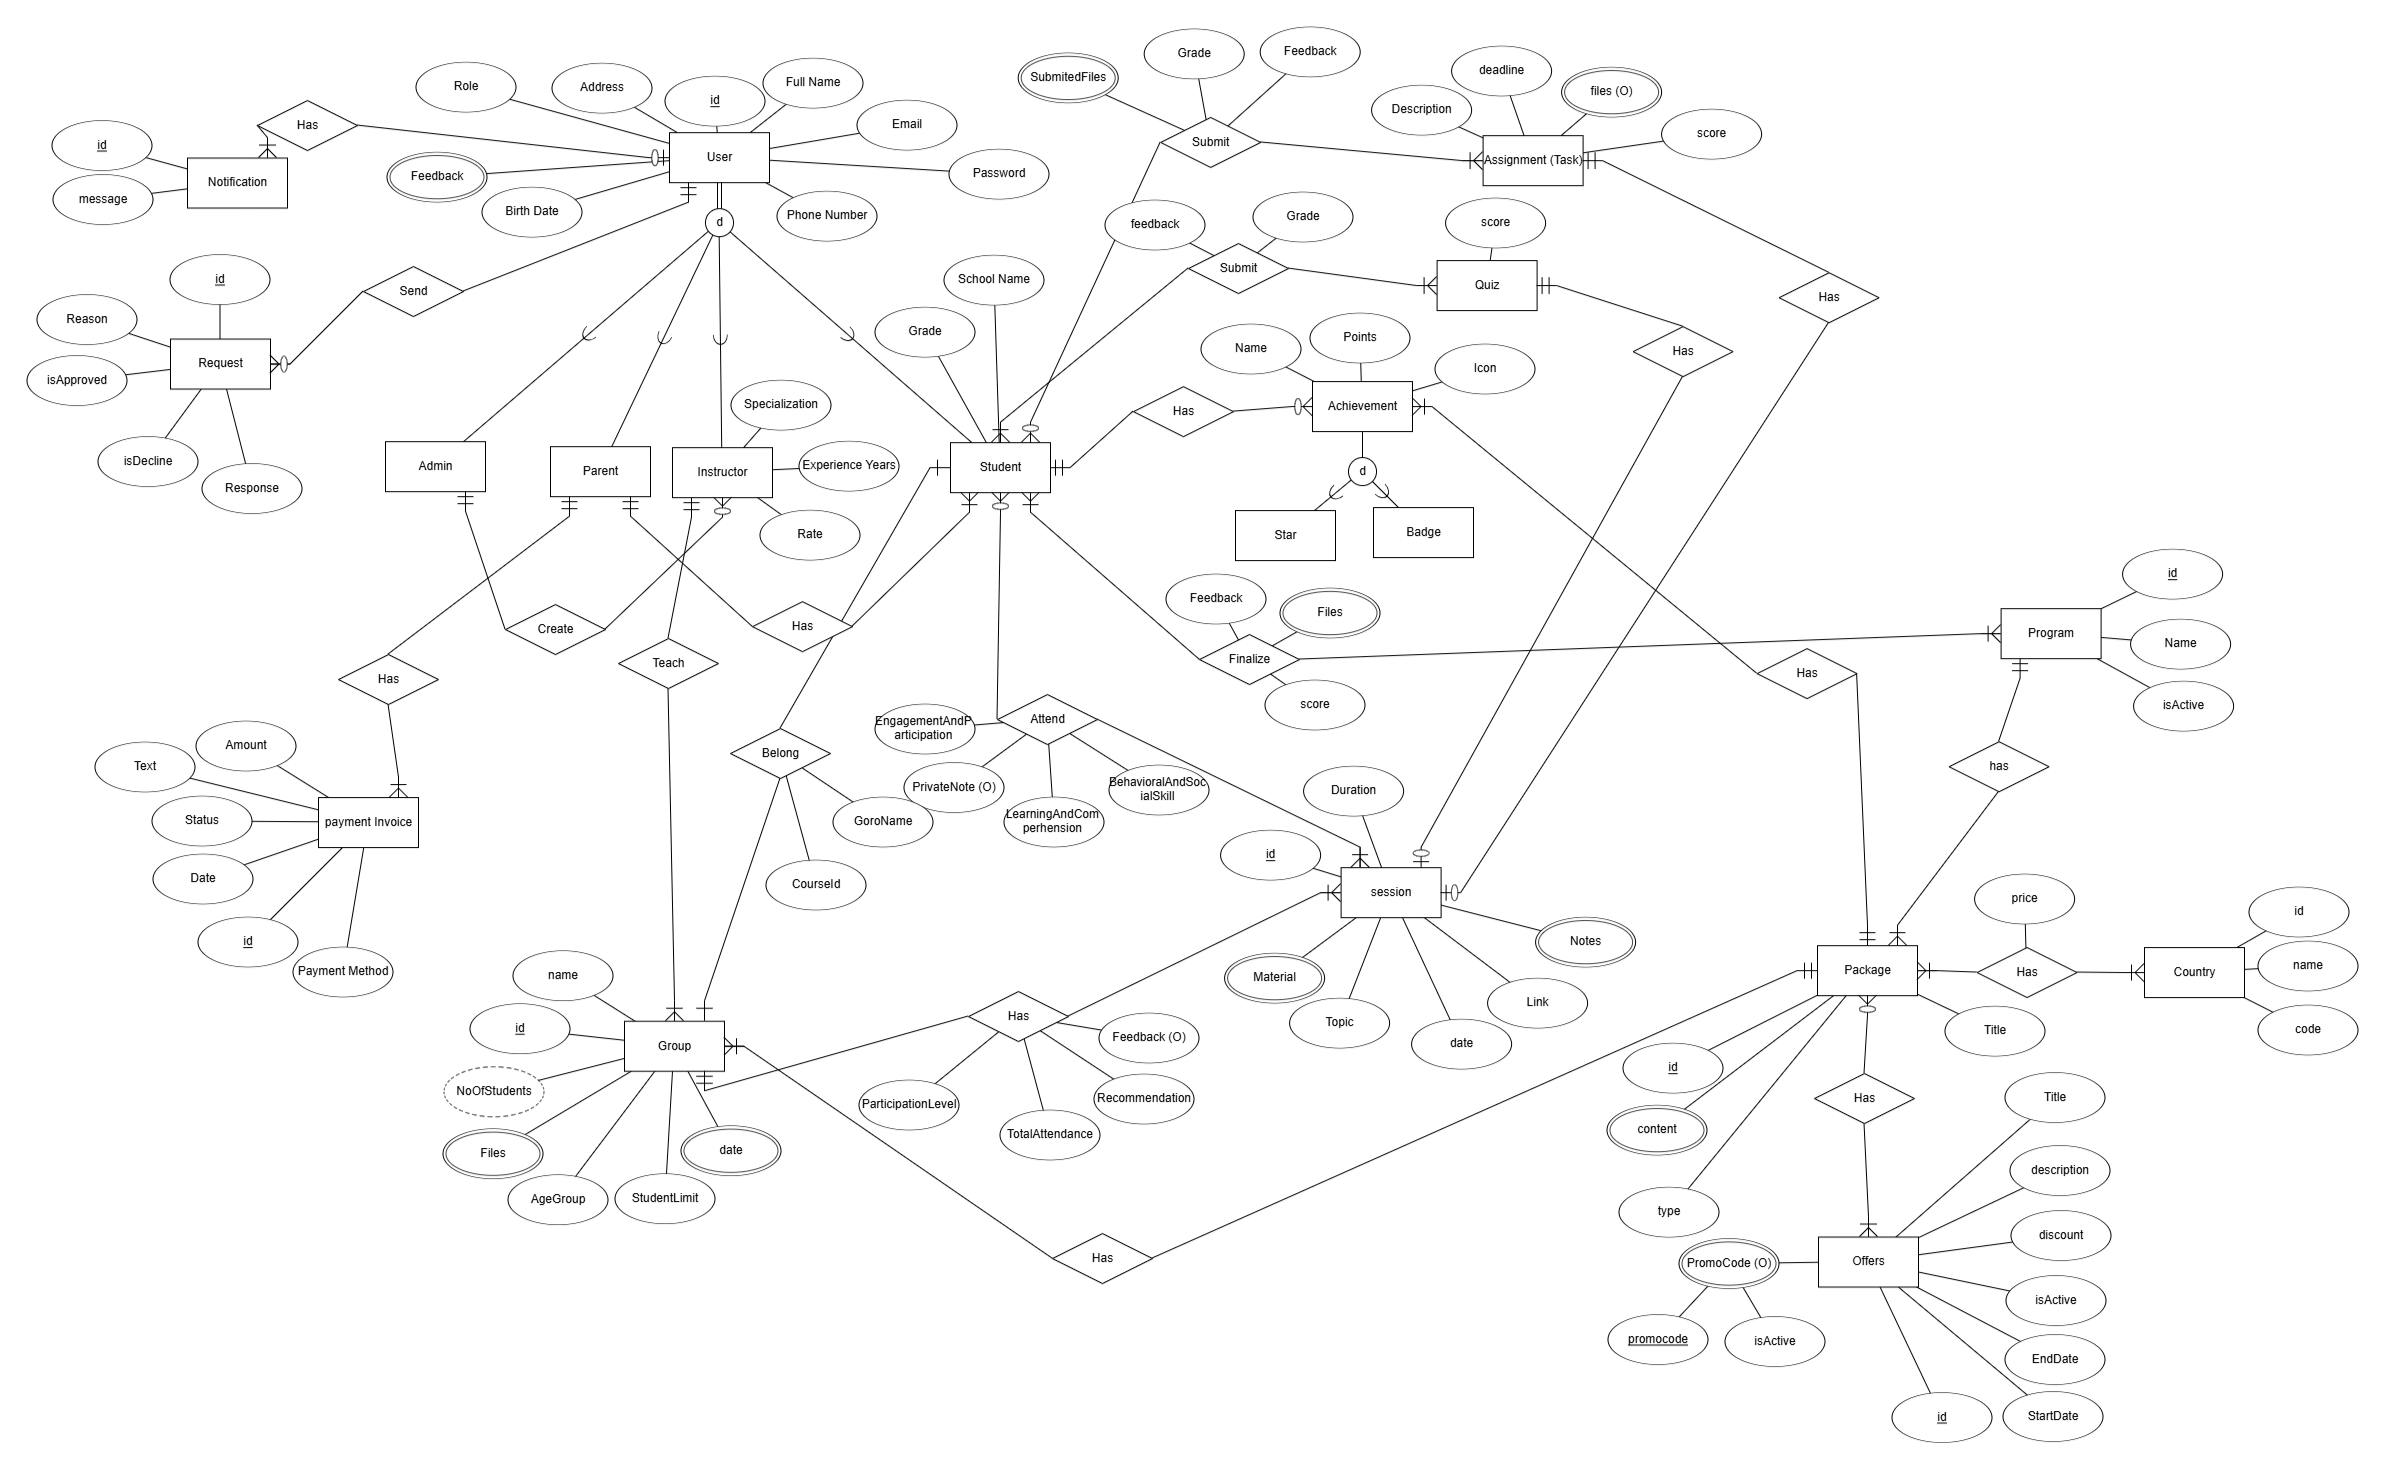 Grade
Feedback
SubmitedFiles
deadline
files (O)
Description
score
Role
Address
id
Full Name
Email
Password
Phone Number
Birth Date
Feedback
User
Has
id
message
Notification
Submit
Assignment (Task)
d
feedback
Grade
Submit
score
Quiz
Has
Has
id
Send
Reason
Request
isApproved
isDecline
Response
School Name
Grade
Name
Points
Icon
Has
Achievement
Specialization
Experience Years
Rate
Admin
Parent
Instructor
Student
d
Star
Badge
Create
Has
Teach
Has
Feedback
Files
Finalize
score
id
Program
Name
isActive
Has
has
Belong
EngagementAndP
articipation
Attend
PrivateNote (O)
LearningAndCom
perhension
BehavioralAndSoc
ialSkill
GoroName
CourseId
Amount
Text
Status
payment Invoice
Date
id
Payment Method
Duration
id
session
Notes
Material
Topic
date
Link
price
id
name
code
Package
Has
Country
Title
id
content
type
name
id
Group
NoOfStudents
Files
AgeGroup
StudentLimit
date
Has
Feedback (O)
ParticipationLevel
TotalAttendance
Recommendation
Has
Has
Title
description
discount
PromoCode (O)
Offers
isActive
promocode
isActive
EndDate
StartDate
id